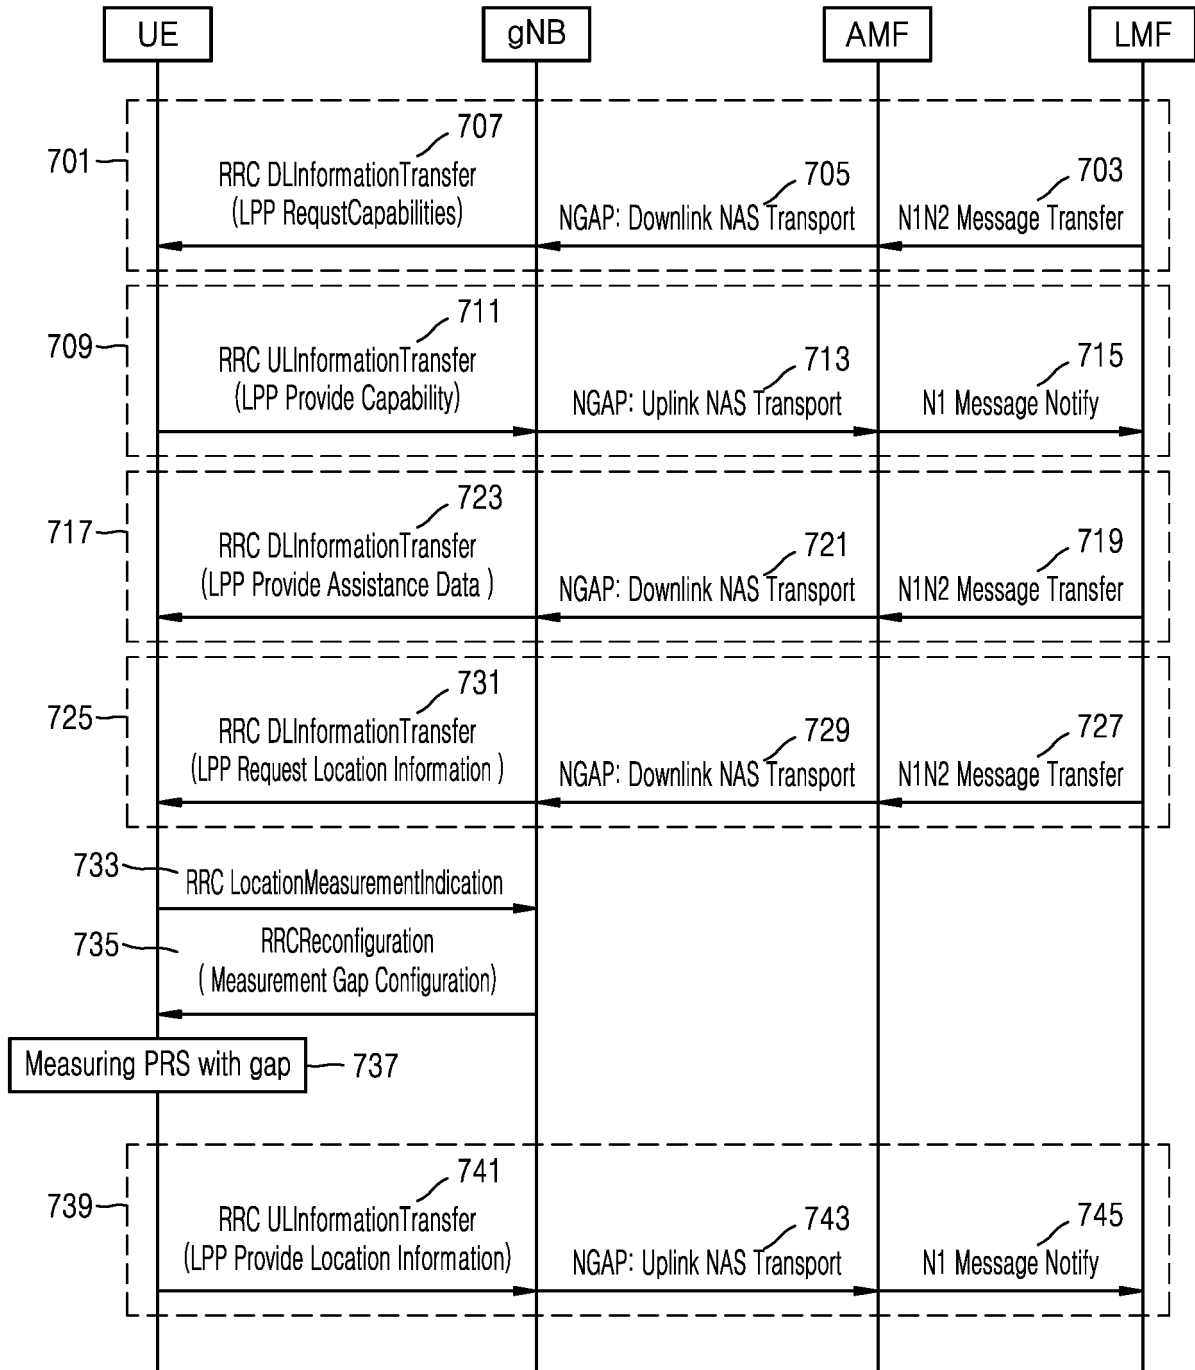 UE
gNB
AMF
LMF
707
701
705
703
RRC DLInformationTransfer
(LPP RequstCapabilities)
NGAP: Downlink NAS Transport
N1N2 Message Transfer
711
709
713
715
RRC ULInformationTransfer
(LPP Provide Capability)
NGAP: Uplink NAS Transport
N1 Message Notify
723
717
721
719
RRC DLInformationTransfer
(LPP Provide Assistance Data )
NGAP: Downlink NAS Transport
N1N2 Message Transfer
731
725
729
727
RRC DLInformationTransfer
(LPP Request Location Information )
NGAP: Downlink NAS Transport
N1N2 Message Transfer
733
RRC LocationMeasurementIndication
735
RRCReconfiguration
( Measurement Gap Configuration)
Measuring PRS with gap
737
741
739
743
745
RRC ULInformationTransfer
(LPP Provide Location Information)
NGAP: Uplink NAS Transport
N1 Message Notify